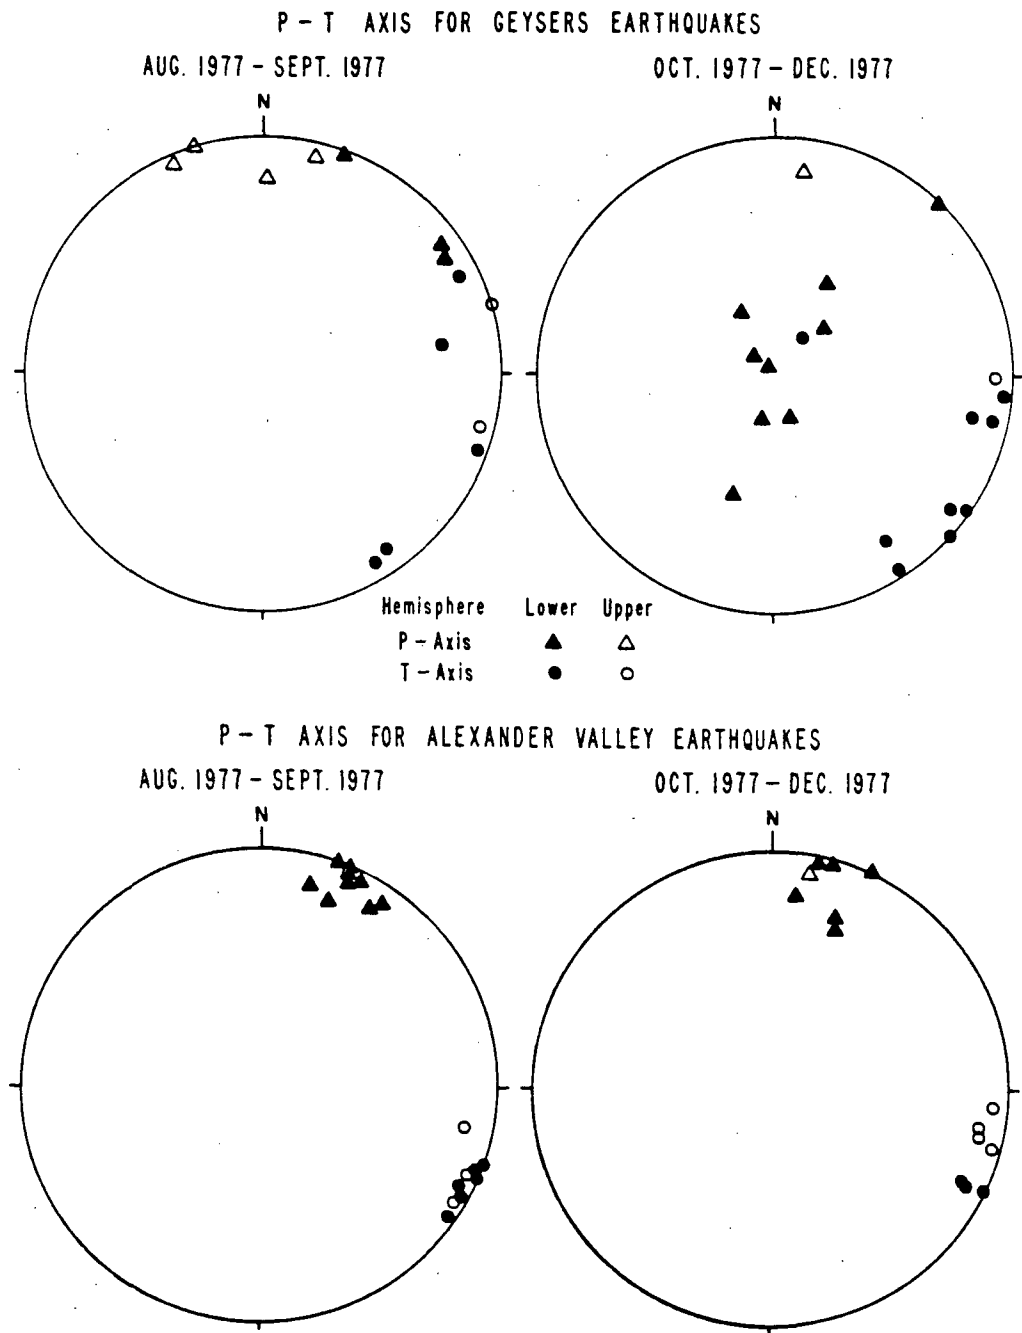 P-T AXIS FOR GEYSERS EARTHQUAKES
AUG. 1977 - SEPT. 1977
OCT. 1977 - DEC. 1977
N
N
Hemisphere Lower Upper
P-Axis ▲ △
T-Axis ● ○
P-T AXIS FOR ALEXANDER VALLEY EARTHQUAKES
AUG. 1977 - SEPT. 1977
OCT. 1977 - DEC. 1977
N
N